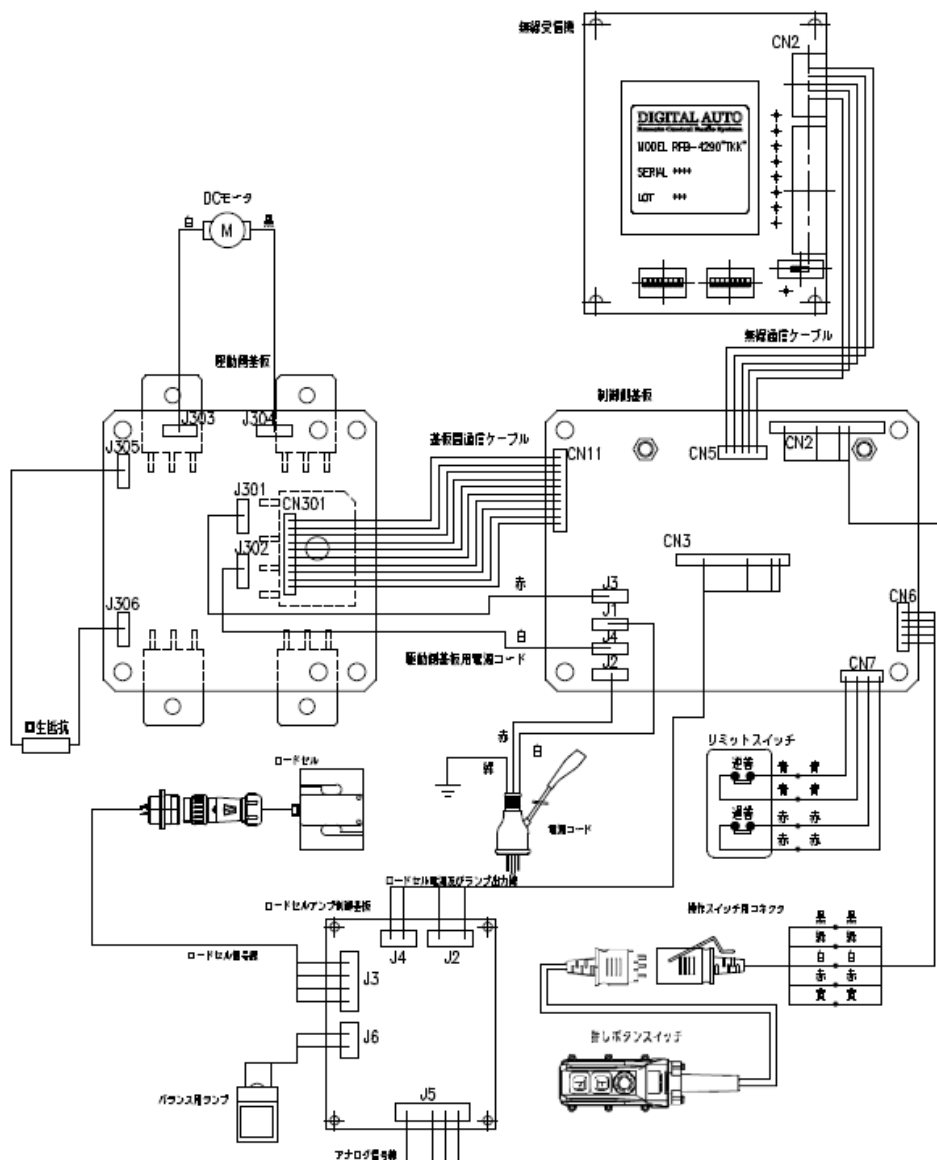 無線受信機
CN2
DIGITAL AUTO
Remote Control Radio System
MODEL RFB-4290"TKK"
SERIAL ****
LOT ***
DCモータ
白
M
黒
無線通信ケーブル
駆動側基板
制御側基板
J303
J304
J305
基板間通信ケーブル
CN11
CN5
CN2
J301
CN301
J302
CN3
赤
J3
J306
J1
CN6
白
J4
駆動側基板用電源コード
J2
CN7
生抵抗
赤
白
緑
リミットスイッチ
ロードセル
青
青
青
青
赤
赤
赤
赤
電源コード
ロードセル電源及びランプ出力線
ロードセルアンプ制御基板
操作スイッチ用コネクタ
黒
黒
J4
J2
緑
緑
ロードセル信号線
白
白
J3
赤
赤
黄
黄
J6
押しボタンスイッチ
バランス用ランプ
J5
アナログ信号線